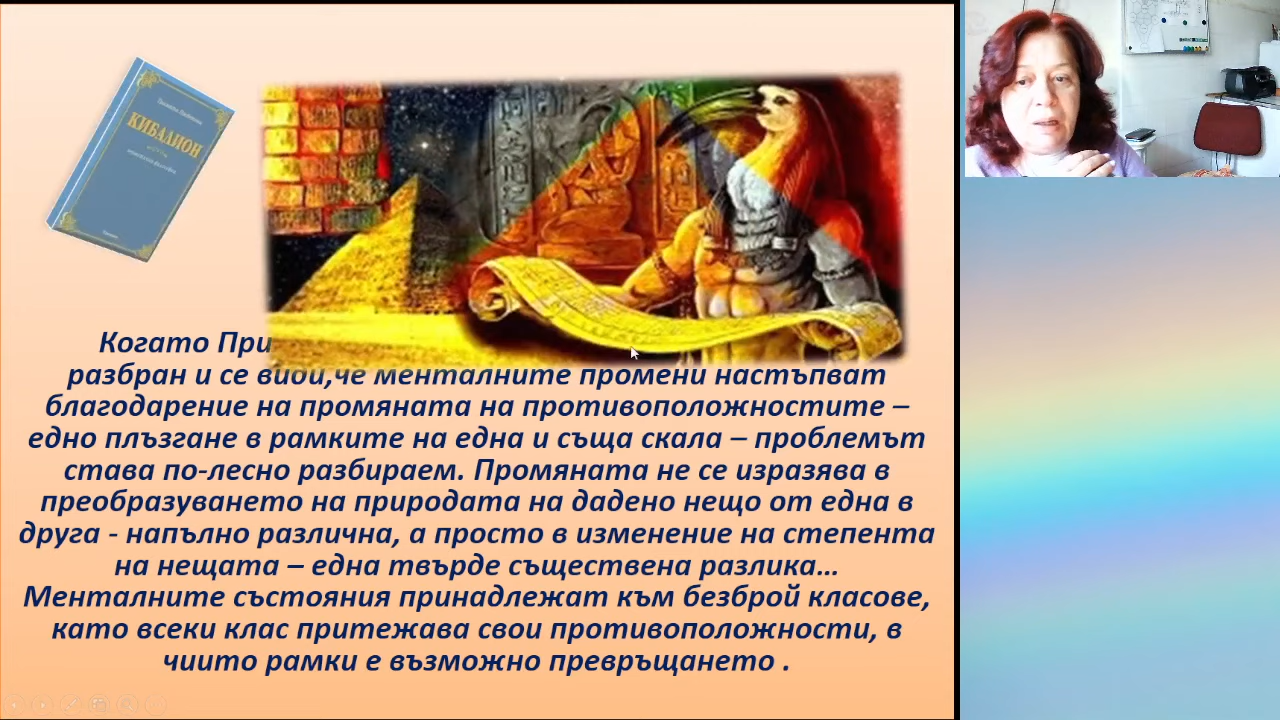 КИБАЛИОН
Когато При
разбран и се види,че менталните промени настъпват
благодарение на промяната на противоположностите –
едно плъзгане в рамките на една и съща скала – проблемът
става по-лесно разбираем. Промяната не се изразява в
преобразуването на природата на дадено нещо от една в
друга - напълно различна, а просто в изменение на степента
на нещата – една твърде съществена разлика...
Менталните състояния принадлежат към безброй класове,
като всеки клас притежава свои противоположности, в
чиито рамки е възможно превръщането .